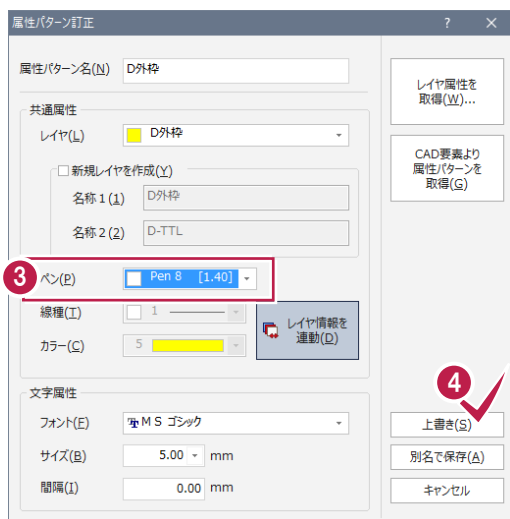 属性パターン訂正 ? ×
属性パターン名(N) D外枠
レイヤ属性を
取得(W)...
共通属性
レイヤ(L) D外枠
CAD要素より
属性パターンを
取得(G)
新規レイヤを作成(Y)
名称1(1) D外枠
名称2(2) D-TTL
3 ペン(P) Pen 8 [1.40]
線種(T) 1
レイヤ情報を
連動(D)
カラー(C) 5
文字属性
4
フォント(F) MS ゴシック
上書き(S)
サイズ(B) 5.00 mm
別名で保存(A)
間隔(I) 0.00 mm
キャンセル